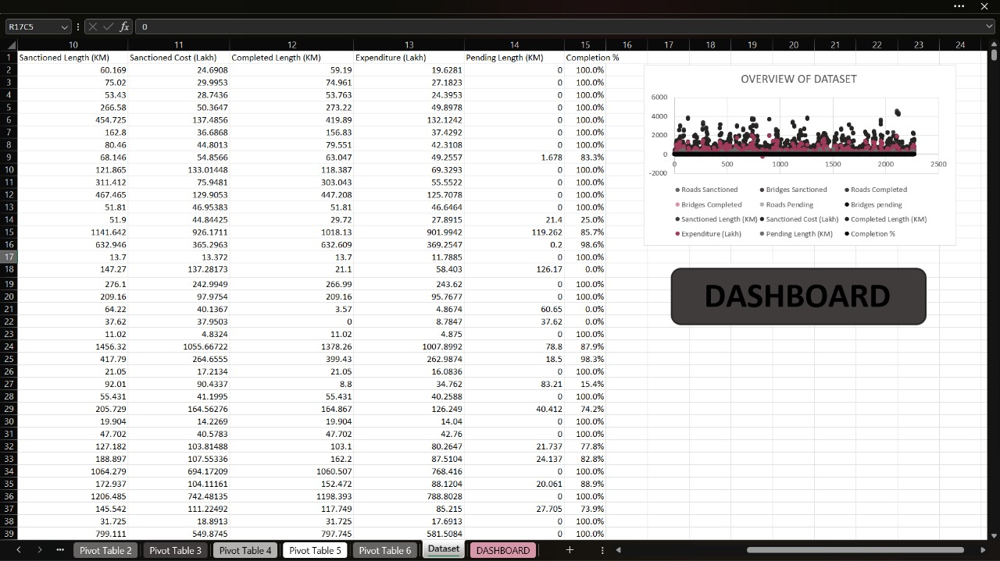 R17C5 fx 0
10 11 12 13 14 15 16 17 18 19 20 21 22 23 24
1 Sanctioned Length (KM) Sanctioned Cost (Lakh) Completed Length (KM) Expenditure (Lakh) Pending Length (KM) Completion %
2 60.169 24.6908 59.19 19.6281 0 100.0%
3 75.02 29.9953 74.961 27.1823 0 100.0%
4 53.43 28.7436 53.763 24.3953 0 100.0%
5 266.58 50.3647 273.22 49.8978 0 100.0%
6 454.725 137.4856 419.89 132.1242 0 100.0%
7 162.8 36.6868 156.83 37.4292 0 100.0%
8 80.46 44.8013 79.551 42.3108 0 100.0%
9 68.146 54.8566 63.047 49.2557 1.678 83.3%
10 121.865 133.01448 118.387 69.3293 0 100.0%
11 311.412 75.9481 303.043 55.5522 0 100.0%
12 467.465 129.9053 447.208 125.7078 0 100.0%
13 51.81 46.95383 51.81 46.6464 0 100.0%
14 51.9 44.84425 29.72 27.8915 21.4 25.0%
15 1141.642 926.1711 1018.13 901.9942 119.262 85.7%
16 632.946 365.2963 632.609 369.2547 0.2 98.6%
17 13.7 13.372 13.7 11.7885 0 100.0%
18 147.27 137.28173 21.1 58.403 126.17 0.0%
19 276.1 242.9949 266.99 243.62 0 100.0%
20 209.16 97.9754 209.16 95.7677 0 100.0%
21 64.22 40.1367 3.57 4.8674 60.65 0.0%
22 37.62 37.9503 0 8.7847 37.62 0.0%
23 11.02 4.8324 11.02 4.875 0 100.0%
24 1456.32 1055.66722 1378.26 1007.8992 78.8 87.9%
25 417.79 264.6555 399.43 262.9874 18.5 98.3%
26 21.05 17.2134 21.05 16.0836 0 100.0%
27 92.01 90.4337 8.8 34.762 83.21 15.4%
28 55.431 41.1995 55.431 40.2588 0 100.0%
29 205.729 164.56276 164.867 126.249 40.412 74.2%
30 19.904 14.2269 19.904 14.04 0 100.0%
31 47.702 40.5783 47.702 42.76 0 100.0%
32 127.182 103.81488 103.1 80.2647 21.737 77.8%
33 188.897 107.55336 162.2 87.5104 24.137 82.8%
34 1064.279 694.17209 1060.507 768.416 0 100.0%
35 172.937 104.11161 152.472 88.1204 20.061 88.9%
36 1206.485 742.48135 1198.393 788.8028 0 100.0%
37 145.542 111.22492 117.749 85.215 27.705 73.9%
38 31.725 18.8913 31.725 17.6913 0 100.0%
39 799.111 549.8745 797.745 581.5084 0 100.0%
OVERVIEW OF DATASET
6000
4000
2000
0
-2000
0 500 1000 1500 2000 2500
Roads Sanctioned Bridges Sanctioned Roads Completed
Bridges Completed Roads Pending Bridges pending
Sanctioned Length (KM) Sanctioned Cost (Lakh) Completed Length (KM)
Expenditure (Lakh) Pending Length (KM) Completion %
DASHBOARD
Pivot Table 2 Pivot Table 3 Pivot Table 4 Pivot Table 5 Pivot Table 6 Dataset DASHBOARD